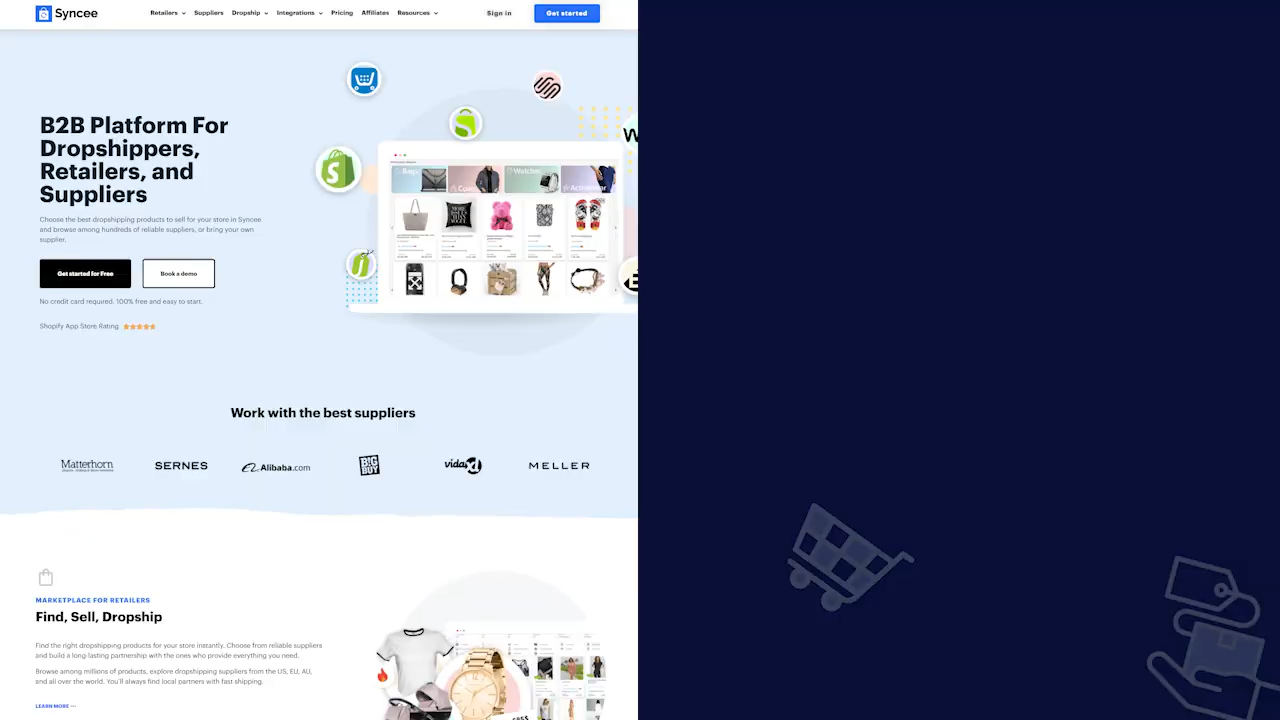 Syncee
Retailers
Suppliers
Dropship
Integrations
Pricing
Affiliates
Resources
Sign in
Get started
B2B Platform For
Dropshippers,
Retailers, and
Suppliers
Choose the best dropshipping products to sell for your store in Syncee
and browse among hundreds of reliable suppliers, or bring your own
supplier.
Get started for Free
Book a demo
No credit card required. 100% free and easy to start.
Shopify App Store Rating
Work with the best suppliers
Matterhorn
SERNES
Alibaba.com
BIG BUY
vidaXL
MELLER
MARKETPLACE FOR RETAILERS
Find, Sell, Dropship
Find the right dropshippong products for your store instantly. Choose from reliable suppliers
and build a long-lasting partnership with the ones who provide everything you need.
Browse among millions of products, explore dropshipping suppliers from the US, EU, AU,
and all over the world. You'll always find local partners with fast shipping.
LEARN MORE